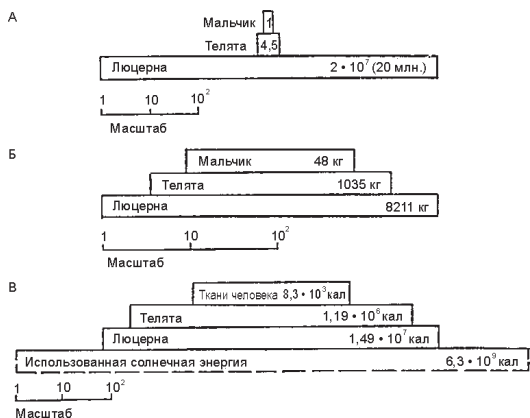 А
Мальчик 1
Телята 4,5
Люцерна 2 • 10⁷ (20 млн.)
1 10 10²
Масштаб
Б
Мальчик 48 кг
Телята 1035 кг
Люцерна 8211 кг
1 10 10²
Масштаб
В
Ткани человека 8,3 • 10³ кал
Телята 1,19 • 10⁶ кал
Люцерна 1,49 • 10⁷ кал
Использованная солнечная энергия 6,3 • 10⁹ кал
1 10 10²
Масштаб